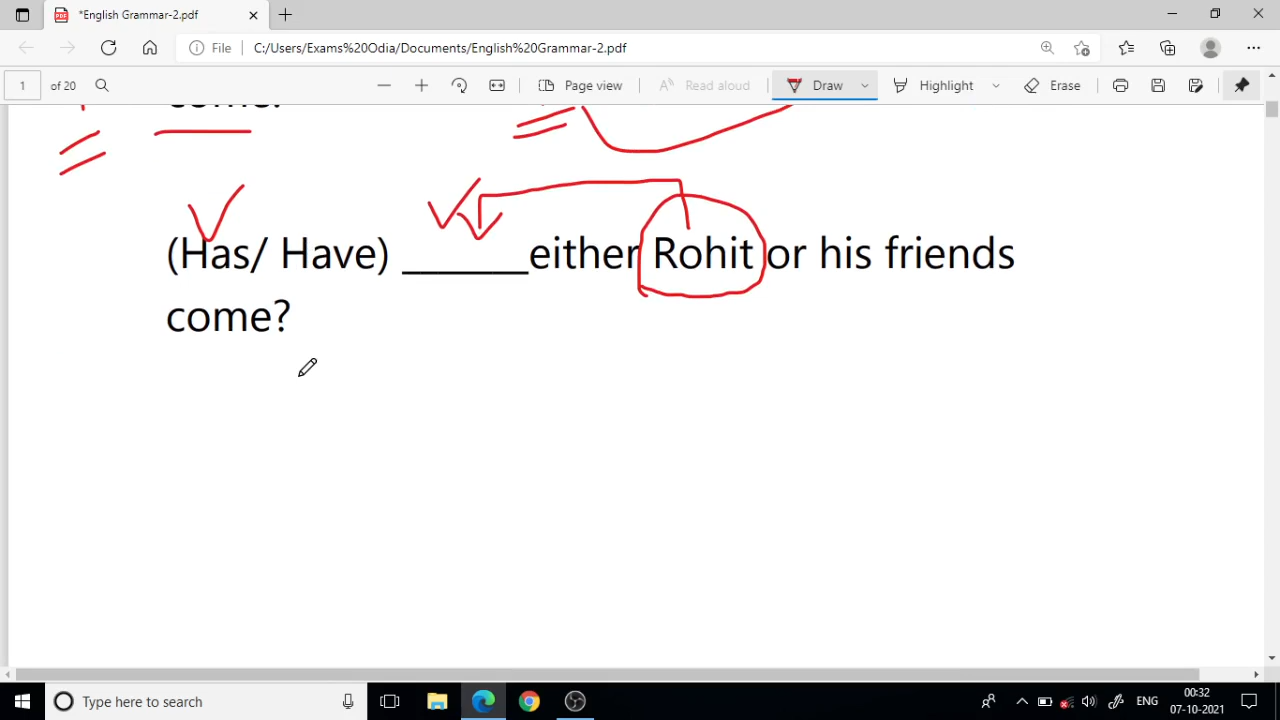 *English Grammar-2.pdf
File C:/Users/Exams%20Odia/Documents/English%20Grammar-2.pdf
1 of 20 Page view Read aloud Draw Highlight Erase
come.
(Has/ Have) ______either Rohit or his friends
come?
Type here to search
ENG
00:32
07-10-2021